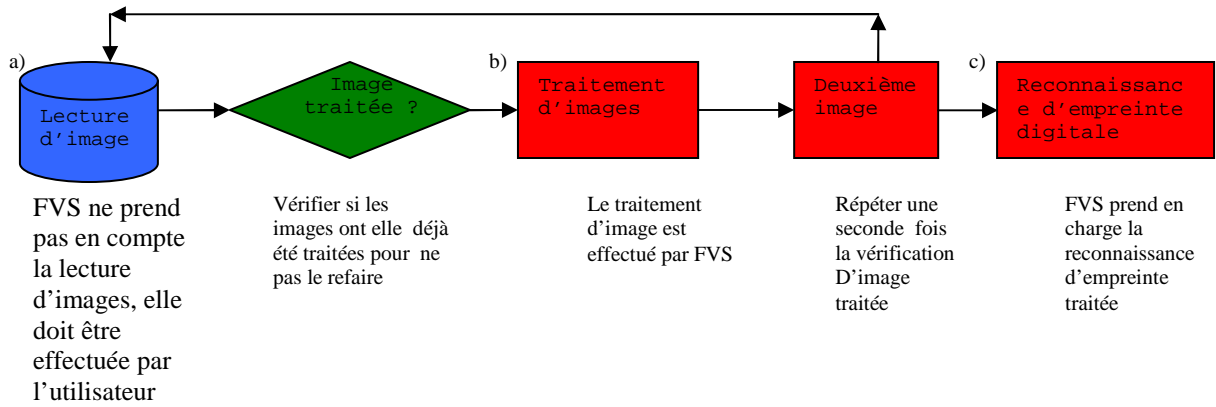 a)
Lecture
d’image
Image
traitée ?
b)
Traitement
d’images
Deuxième
image
c)
Reconnaissanc
e d’empreinte
digitale
FVS ne prend
pas en compte
la lecture
d’images, elle
doit être
effectuée par
l’utilisateur
Vérifier si les
images ont elle déjà
été traitées pour ne
pas le refaire
Le traitement
d’image est
effectué par FVS
Répéter une
seconde fois
la vérification
D’image
traitée
FVS prend en
charge la
reconnaissance
d’empreinte
traitée